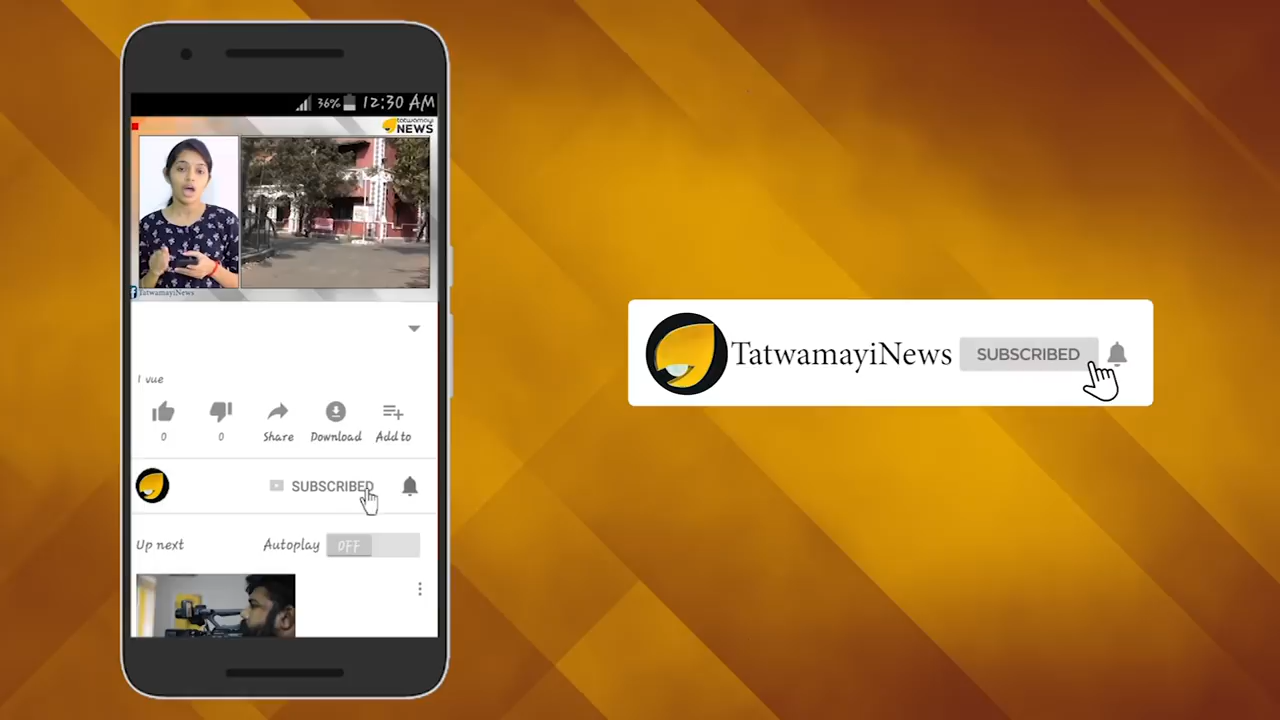 36% 12:30 AM
tatwamayi
NEWS
TatwamayiNews
1 vue
0 0 Share Download Add to
SUBSCRIBED
Up next Autoplay OFF
TatwamayiNews SUBSCRIBED